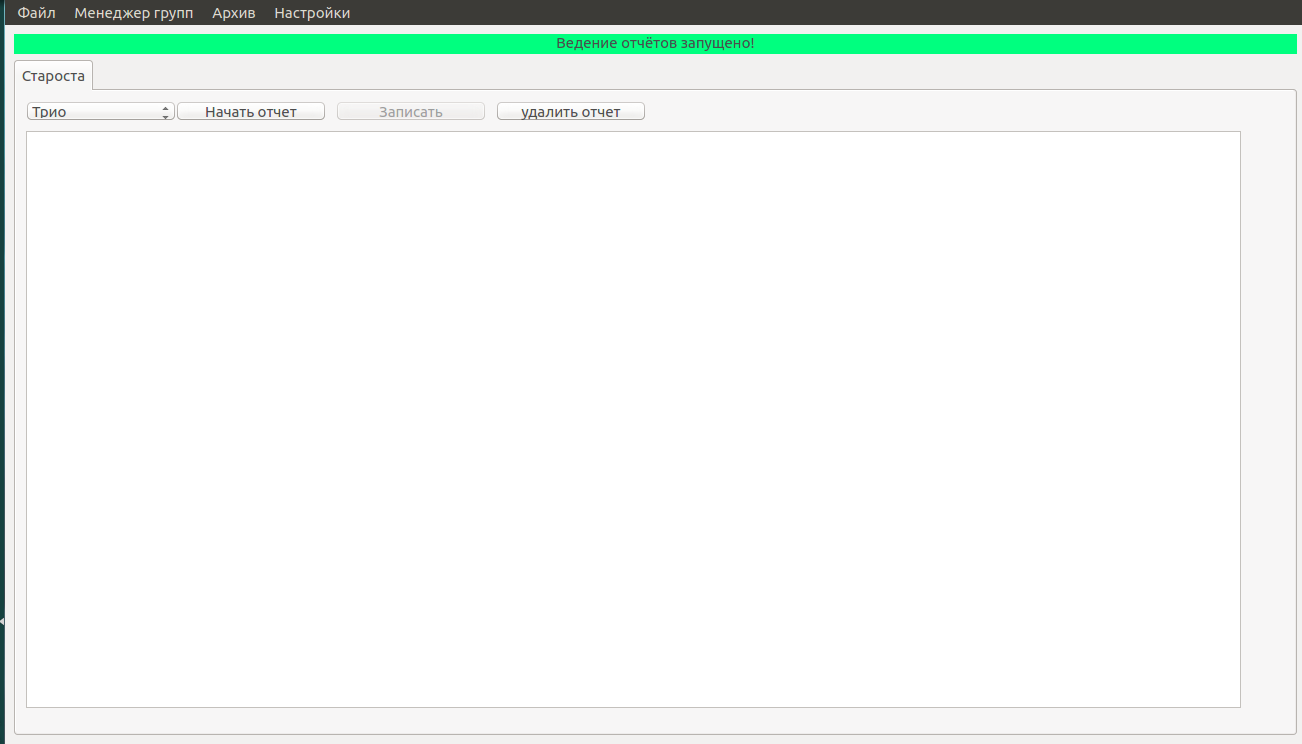 Файл Менеджер групп Архив Настройки
Ведение отчётов запущено!
Староста
Трио Начать отчет Записать удалить отчет